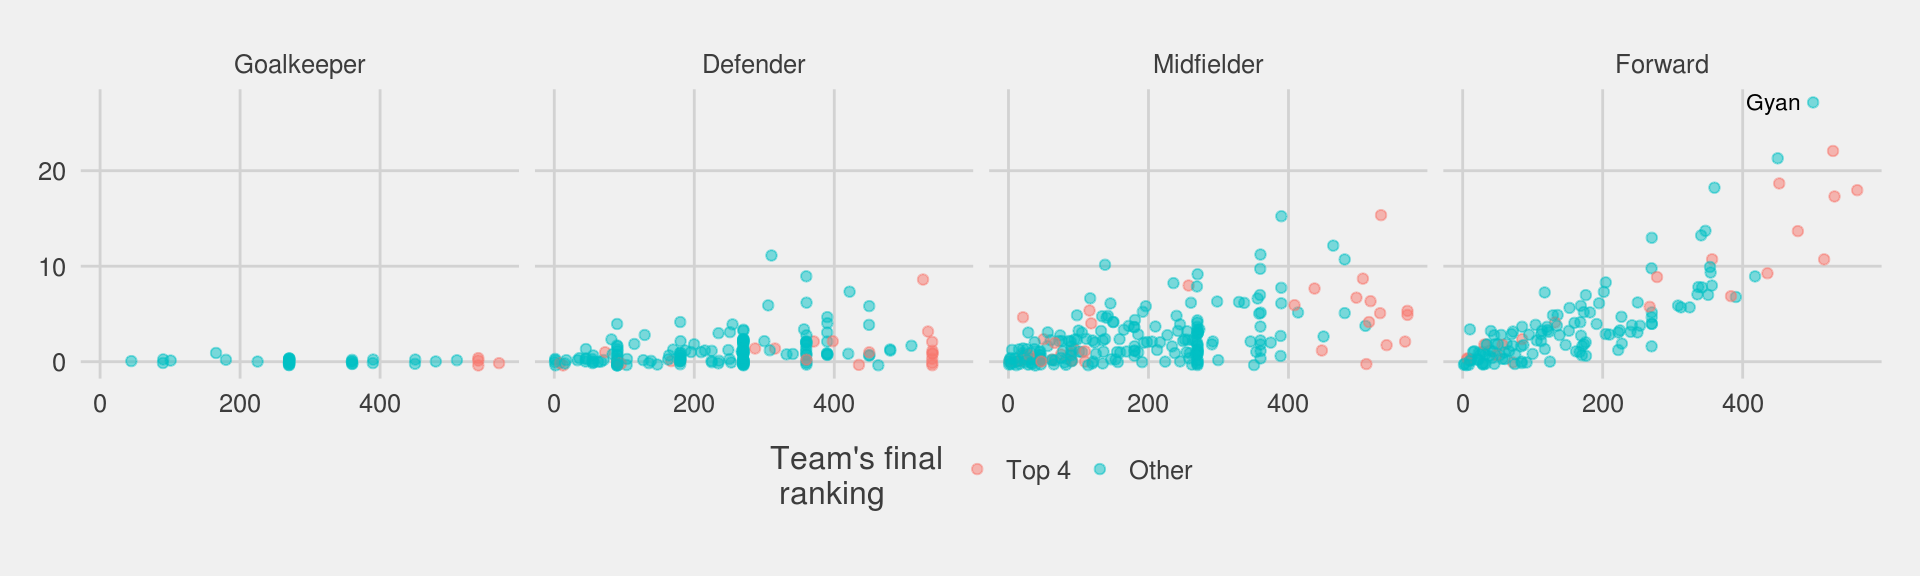 Goalkeeper Defender Midfielder Forward
Gyan
20
10
0
0 200 400 0 200 400 0 200 400 0 200 400
Team's final
ranking
Top 4 Other